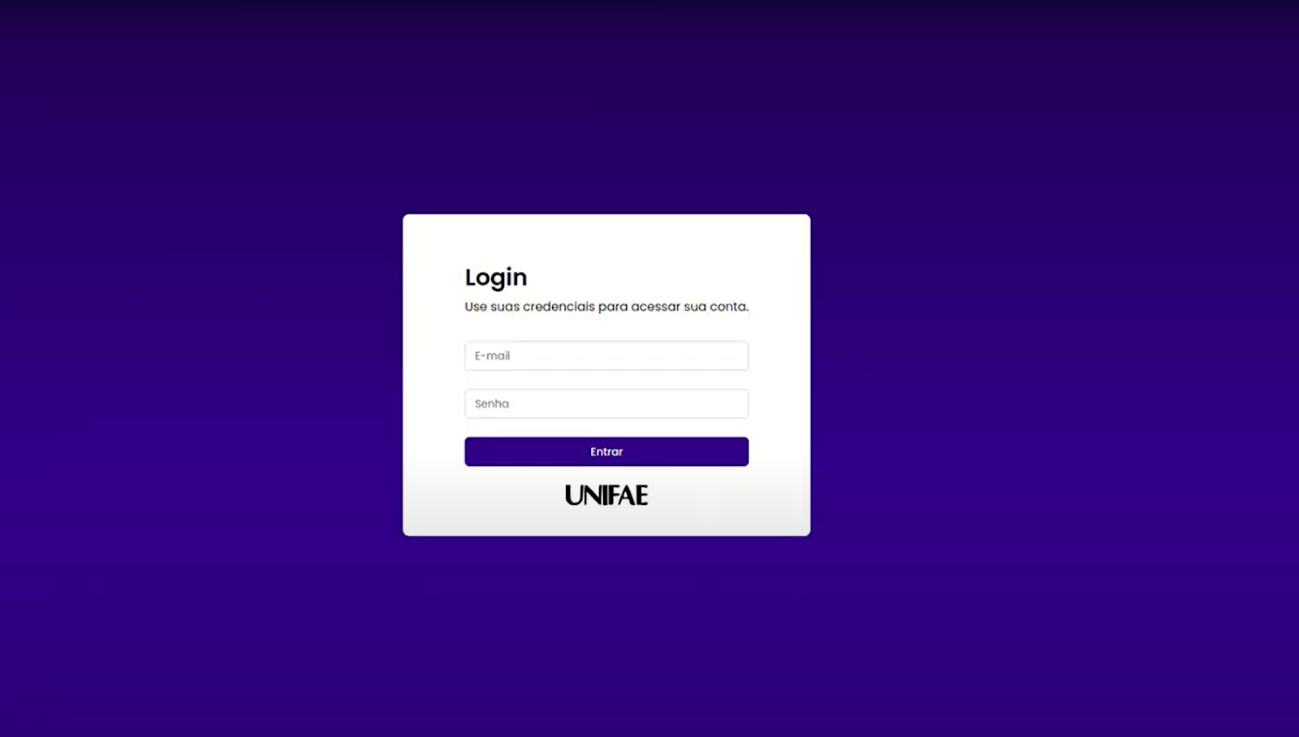 Login
Use suas credenciais para acessar sua conta.
E-mail
Senha
Entrar
UNIFAE